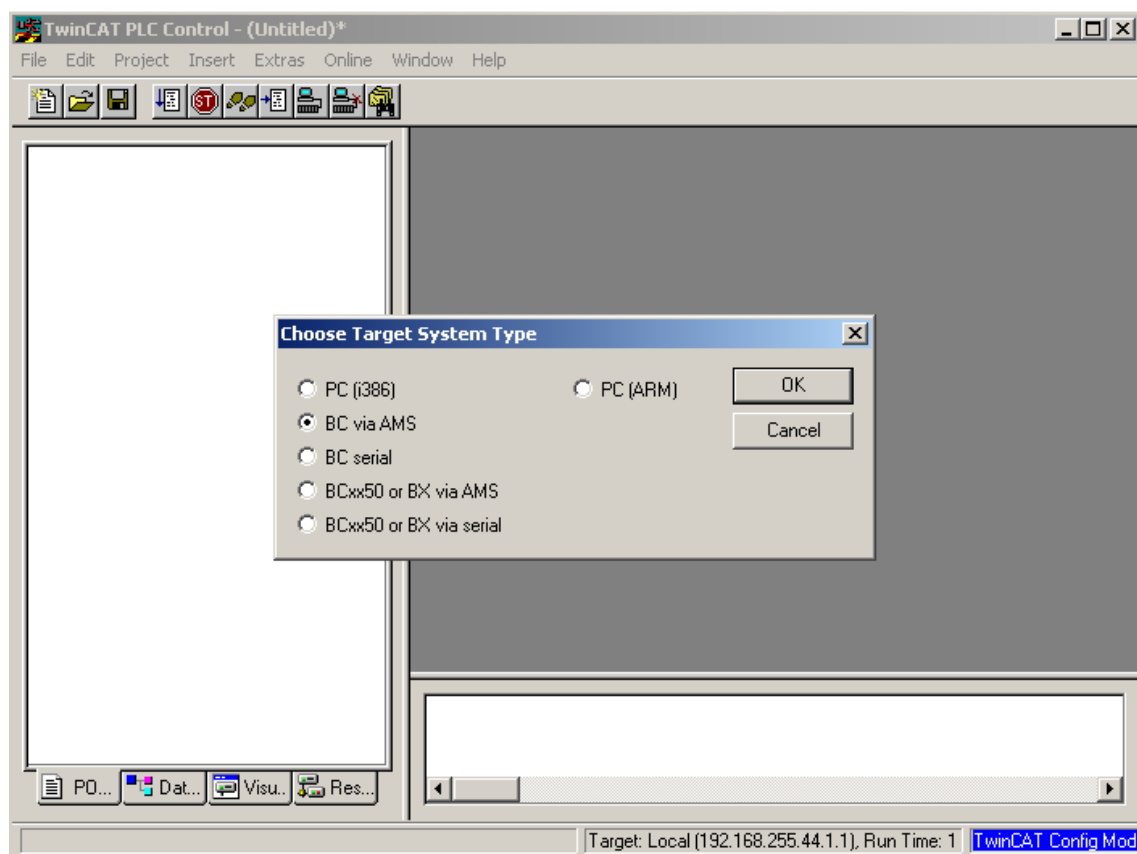 TwinCAT PLC Control - (Untitled)*
File Edit Project Insert Extras Online Window Help
ST
Choose Target System Type
PC (i386)
PC (ARM)
OK
BC via AMS
Cancel
BC serial
BCxx50 or BX via AMS
BCxx50 or BX via serial
PO... Dat... Visu.. Res...
Target: Local (192.168.255.44.1.1), Run Time: 1 TwinCAT Config Mod